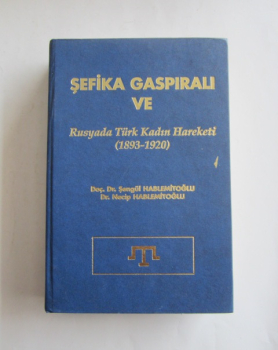 ŞEFİKA GASPIRALI
VE
Rusyada Türk Kadın Hareketi
(1893-1920)
Doç. Dr. Şengül HABLEMİTOĞLU
Dr. Necip HABLEMİTOĞLU